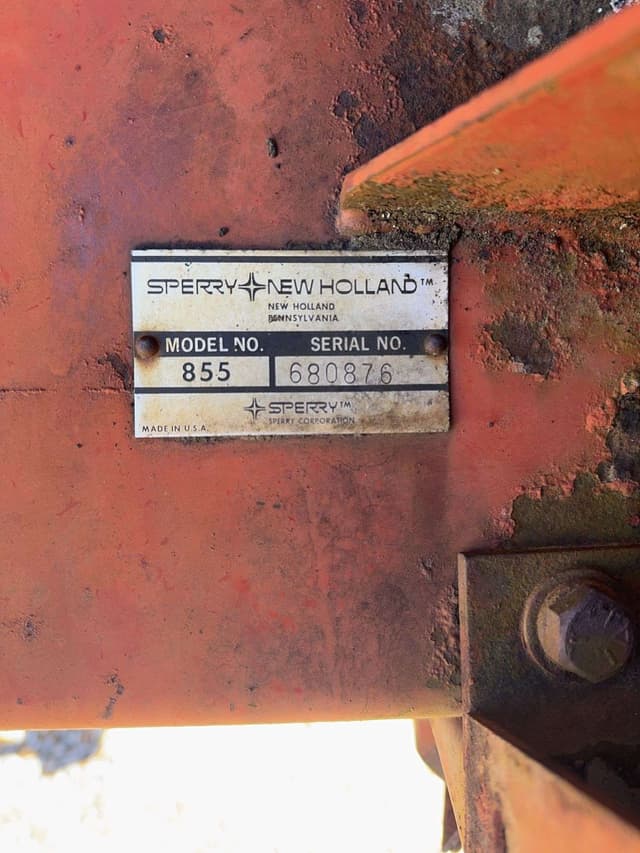 SPERRY NEW HOLLAND™
NEW HOLLAND
PENNSYLVANIA
MODEL NO. SERIAL NO.
855 680876
SPERRY™
SPERRY CORPORATION
MADE IN U.S.A.